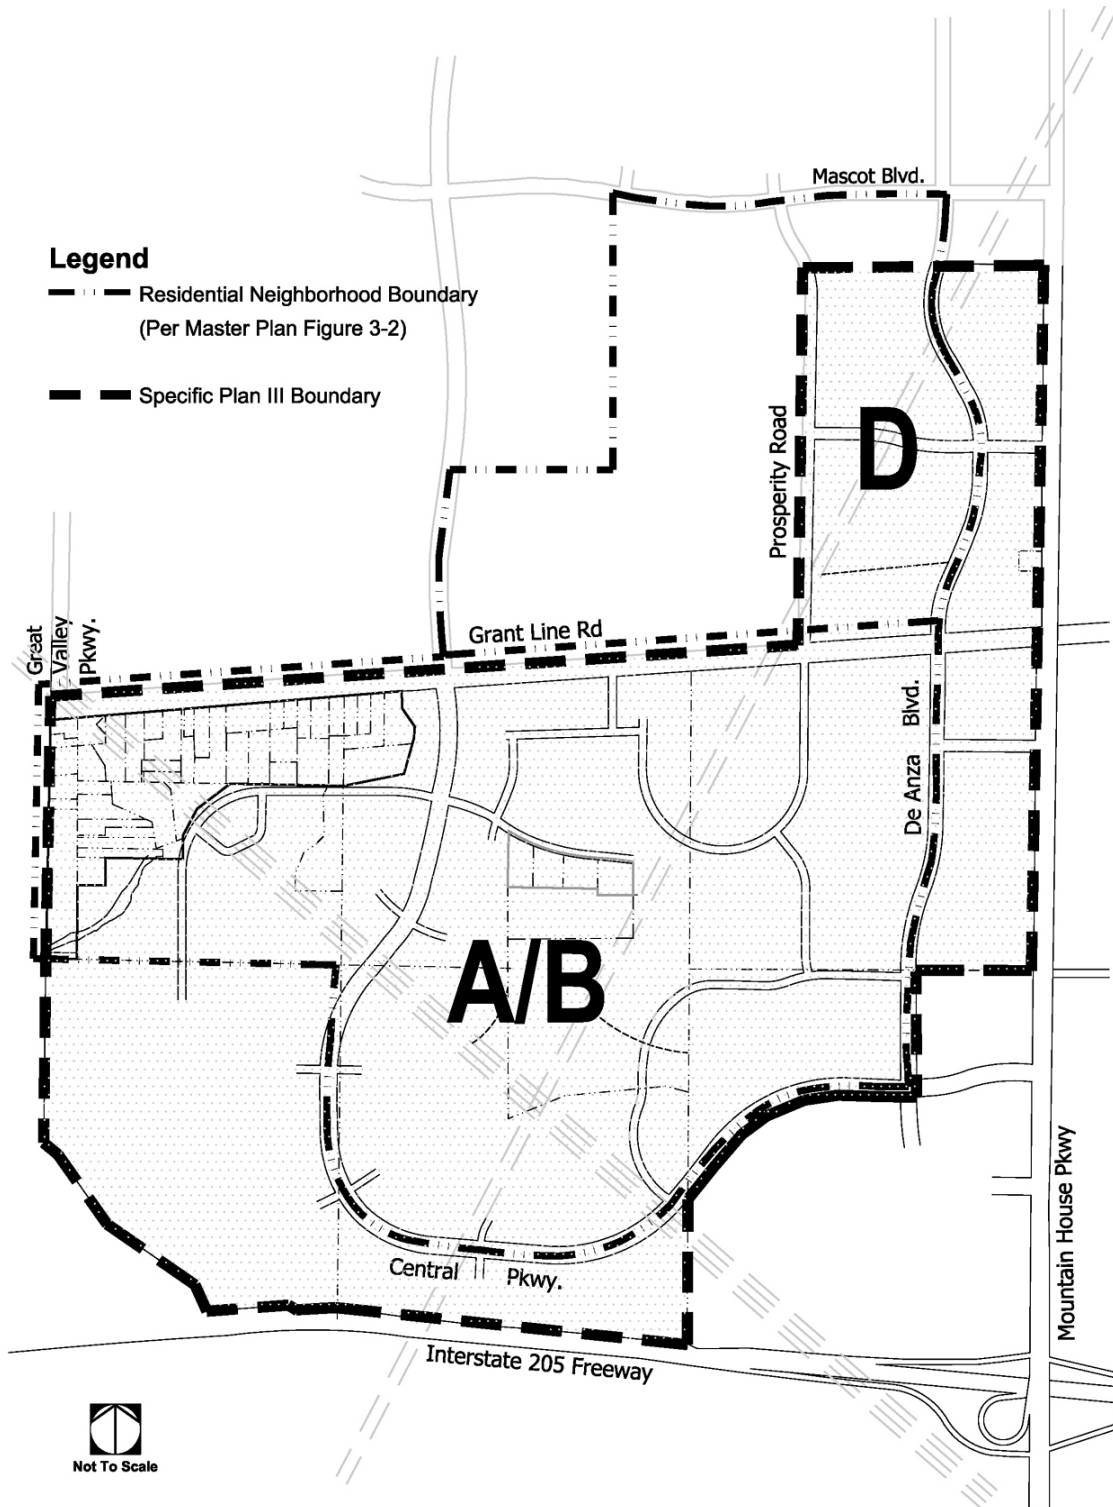 Mascot Blvd.
Legend
Residential Neighborhood Boundary
(Per Master Plan Figure 3-2)
Specific Plan III Boundary
Prosperity Road
D
Great
Valley
Pkwy.
Grant Line Rd
De Anza Blvd.
A/B
Central Pkwy.
Mountain House Pkwy
Interstate 205 Freeway
Not To Scale